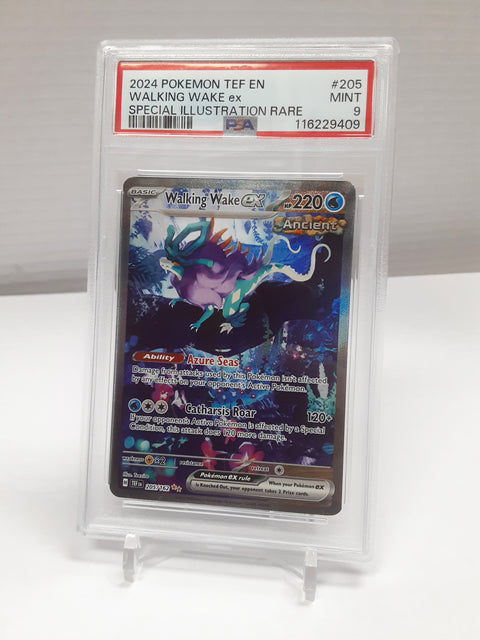 2024 POKEMON TEF EN #205
WALKING WAKE ex MINT
SPECIAL ILLUSTRATION RARE 9
PSA 116229409
BASIC Walking Wake ex HP 220
Ancient
Ability Azure Seas
Damage from attacks used by this Pokémon isn't affected
by any effects on your opponent's Active Pokémon.
Catharsis Roar 120+
If your opponent's Active Pokémon is affected by a Special
Condition, this attack does 120 more damage.
weakness ×2 resistance retreat
Pokémon ex rule
When your Pokémon ex
is Knocked Out, your opponent takes 2 Prize cards.
Illus.
H TEF EN 205/162